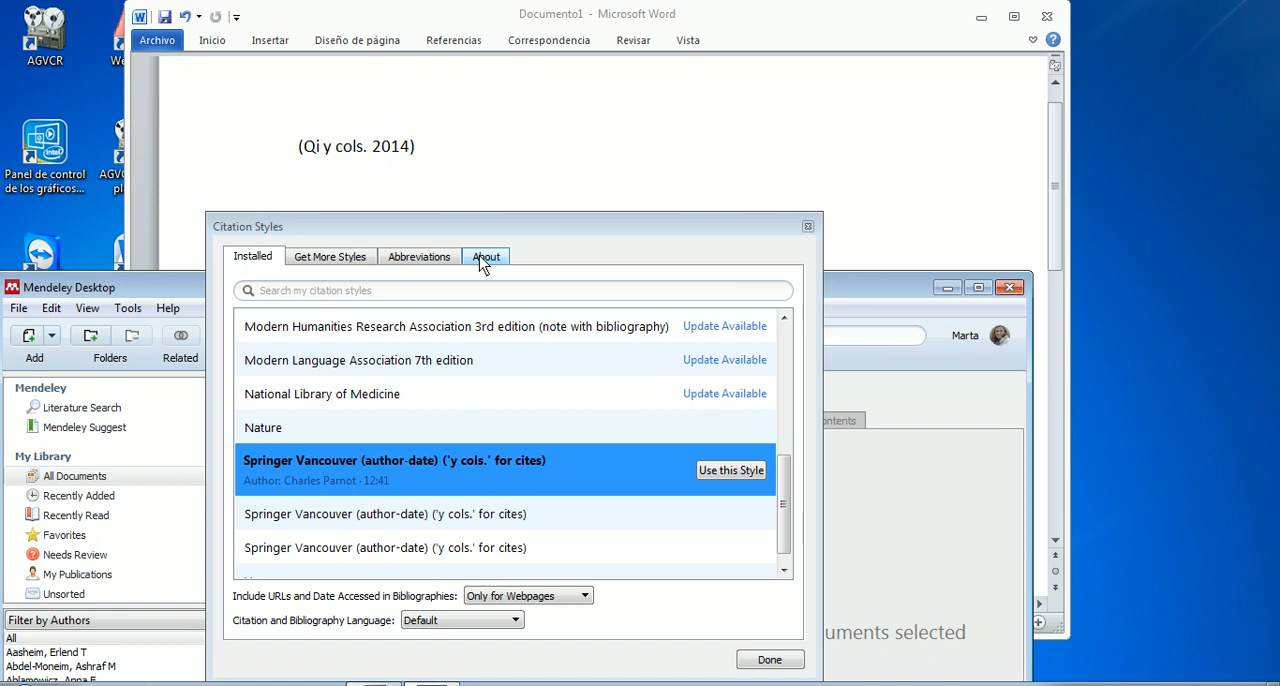 Documento1 - Microsoft Word
Archivo Inicio Insertar Diseño de página Referencias Correspondencia Revisar Vista
AGVCR
We
(Qi y cols. 2014)
Panel de control
de los gráficos...
AGVC
pl
Citation Styles
Installed Get More Styles Abbreviations About
Search my citation styles
Modern Humanities Research Association 3rd edition (note with bibliography) Update Available
Modern Language Association 7th edition Update Available
National Library of Medicine Update Available
Nature
Springer Vancouver (author-date) ('y cols.' for cites)
Author: Charles Parnot · 12:41
Use this Style
Springer Vancouver (author-date) ('y cols.' for cites)
Springer Vancouver (author-date) ('y cols.' for cites)
Include URLs and Date Accessed in Bibliographies: Only for Webpages
Citation and Bibliography Language: Default
Done
Mendeley Desktop
File Edit View Tools Help
Add Folders Related
Marta
Mendeley
Literature Search
Mendeley Suggest
My Library
All Documents
Recently Added
Recently Read
Favorites
Needs Review
My Publications
Unsorted
Filter by Authors
All
Aasheim, Erlend T
Abdel-Moneim, Ashraf M
Ablamowicz, Anna F
ontents
uments selected